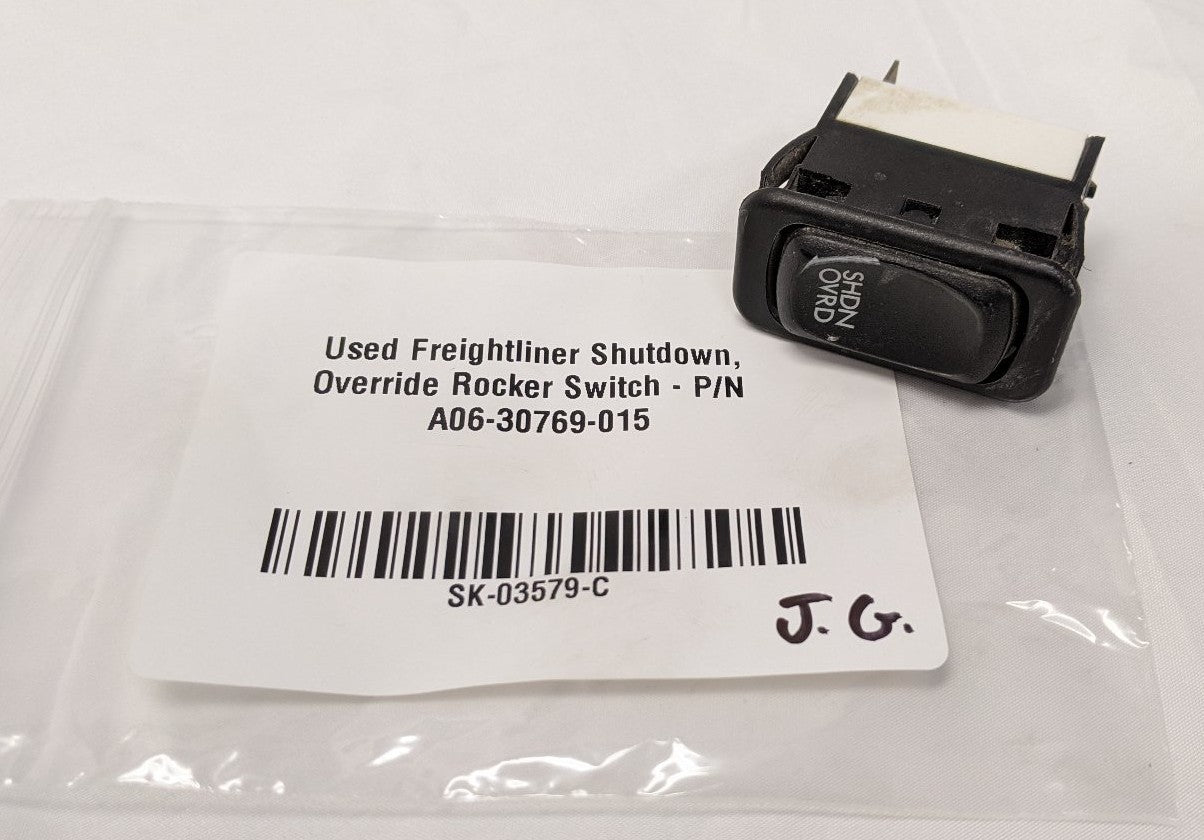 SHDN
OVRD
Used Freightliner Shutdown,
Override Rocker Switch - P/N
A06-30769-015
SK-03579-C
J. G.